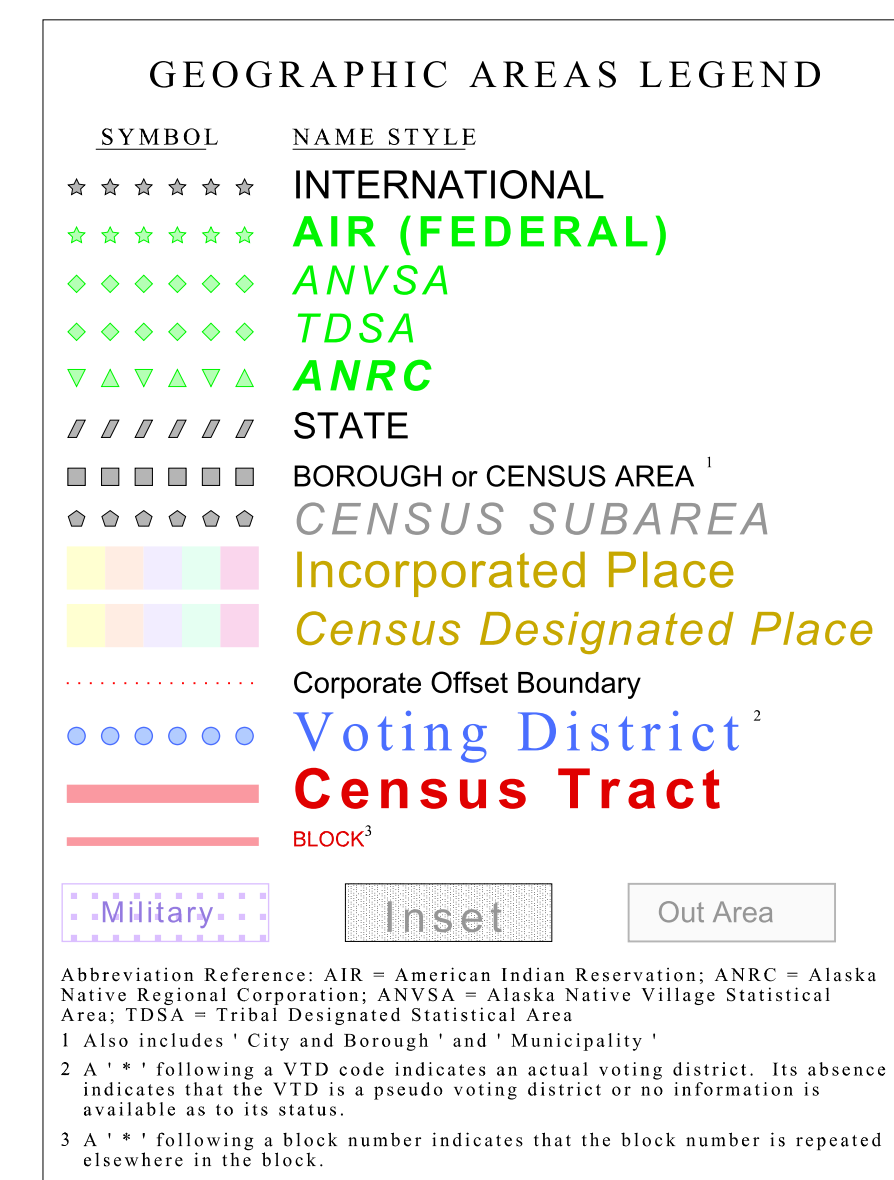 GEOGRAPHIC AREAS LEGEND
SYMBOL NAME STYLE
INTERNATIONAL
AIR (FEDERAL)
ANVSA
TDSA
ANRC
STATE
BOROUGH or CENSUS AREA 1
CENSUS SUBAREA
Incorporated Place
Census Designated Place
Corporate Offset Boundary
Voting District 2
Census Tract
BLOCK3
Military Inset Out Area
Abbreviation Reference: AIR = American Indian Reservation; ANRC = Alaska
Native Regional Corporation; ANVSA = Alaska Native Village Statistical
Area; TDSA = Tribal Designated Statistical Area
1 Also includes ' City and Borough ' and ' Municipality '
2 A ' * ' following a VTD code indicates an actual voting district. Its absence
indicates that the VTD is a pseudo voting district or no information is
available as to its status.
3 A ' * ' following a block number indicates that the block number is repeated
elsewhere in the block.